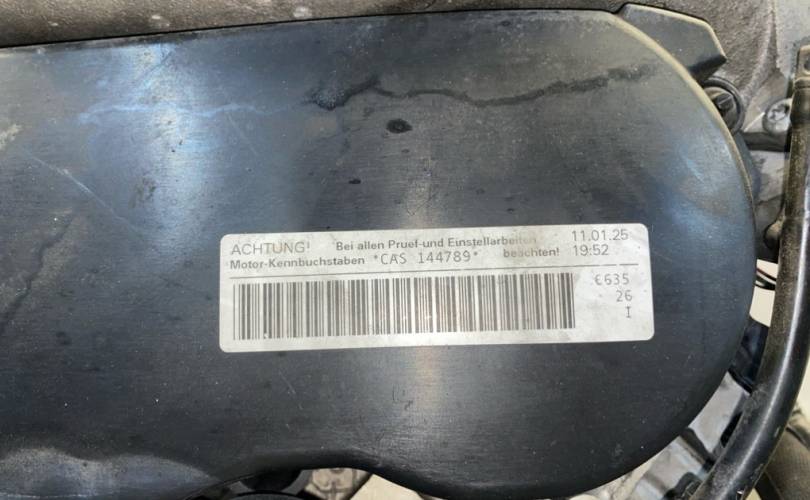 ACHTUNG! Bei allen Pruef-und Einstellarbeiten 11.01.25
Motor-Kennbuchstaben *CAS 144789* beachten! 19:52
€635
26
I